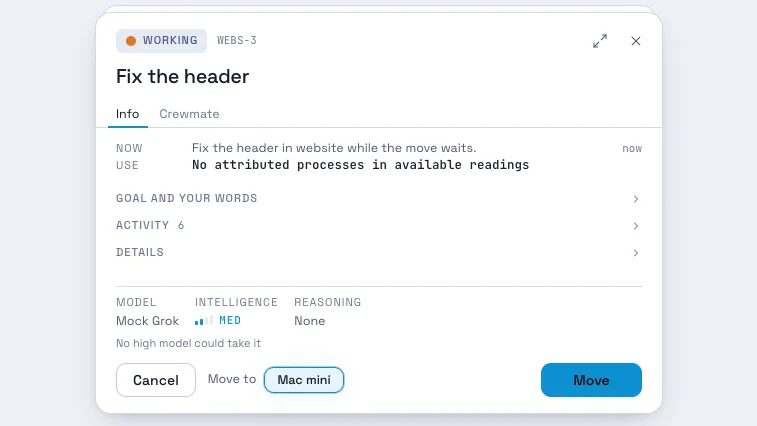 WORKING WEBS-3
Fix the header
Info Crewmate
NOW Fix the header in website while the move waits. now
USE No attributed processes in available readings
GOAL AND YOUR WORDS
ACTIVITY 6
DETAILS
MODEL INTELLIGENCE REASONING
Mock Grok MED None
No high model could take it
Cancel Move to Mac mini Move